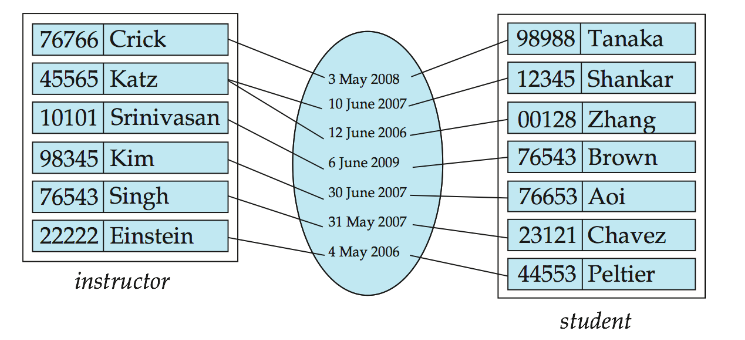 76766 Crick
45565 Katz
10101 Srinivasan
98345 Kim
76543 Singh
22222 Einstein
instructor
3 May 2008
10 June 2007
12 June 2006
6 June 2009
30 June 2007
31 May 2007
4 May 2006
98988 Tanaka
12345 Shankar
00128 Zhang
76543 Brown
76653 Aoi
23121 Chavez
44553 Peltier
student